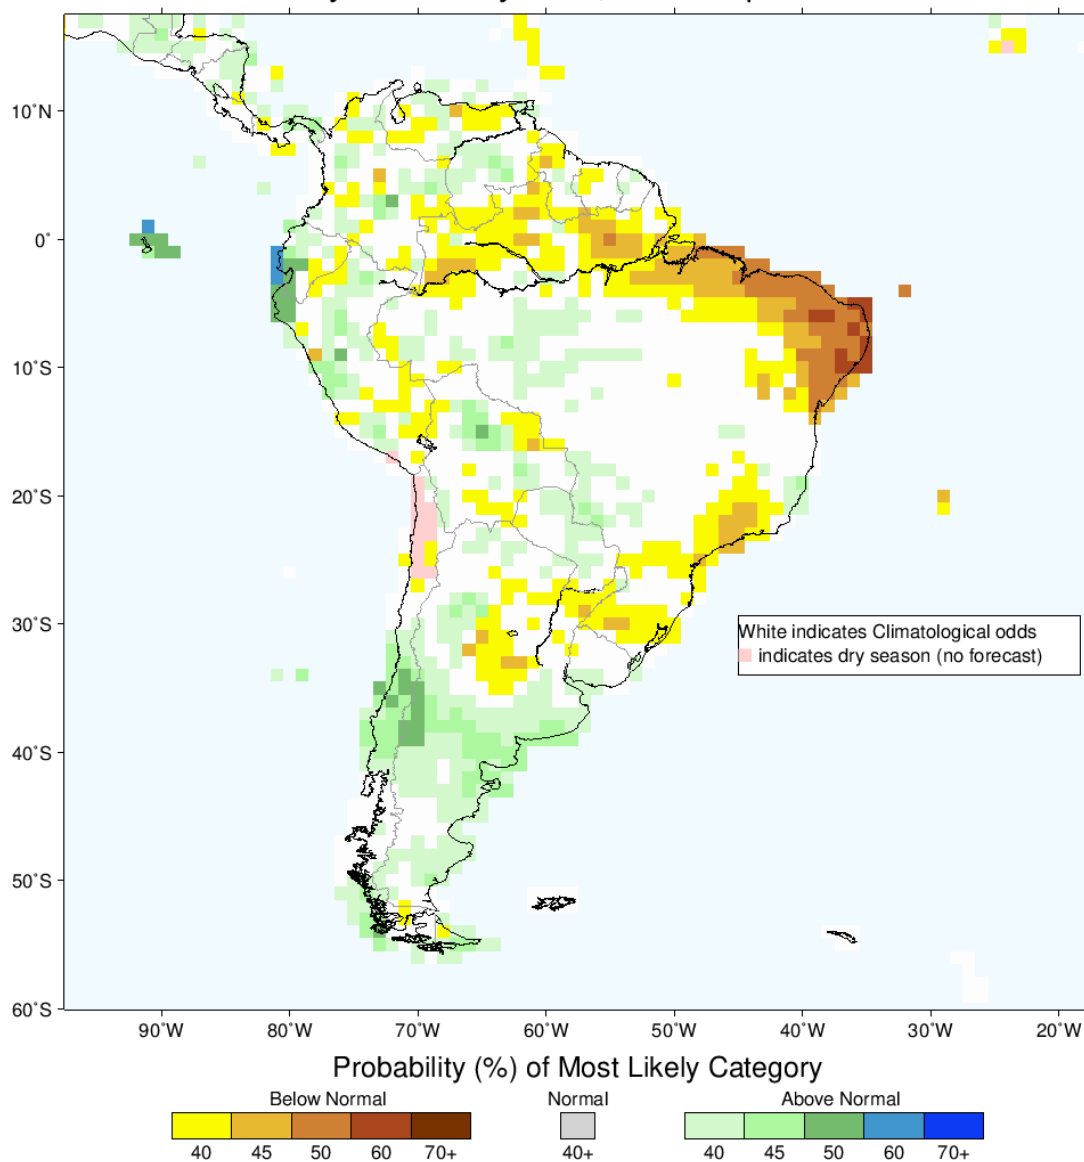 10°N
0°
10°S
20°S
30°S
40°S
50°S
60°S
White indicates Climatological odds
indicates dry season (no forecast)
90°W 80°W 70°W 60°W 50°W 40°W 30°W 20°W
Probability (%) of Most Likely Category
Below Normal Normal Above Normal
40 45 50 60 70+ 40+ 40 45 50 60 70+